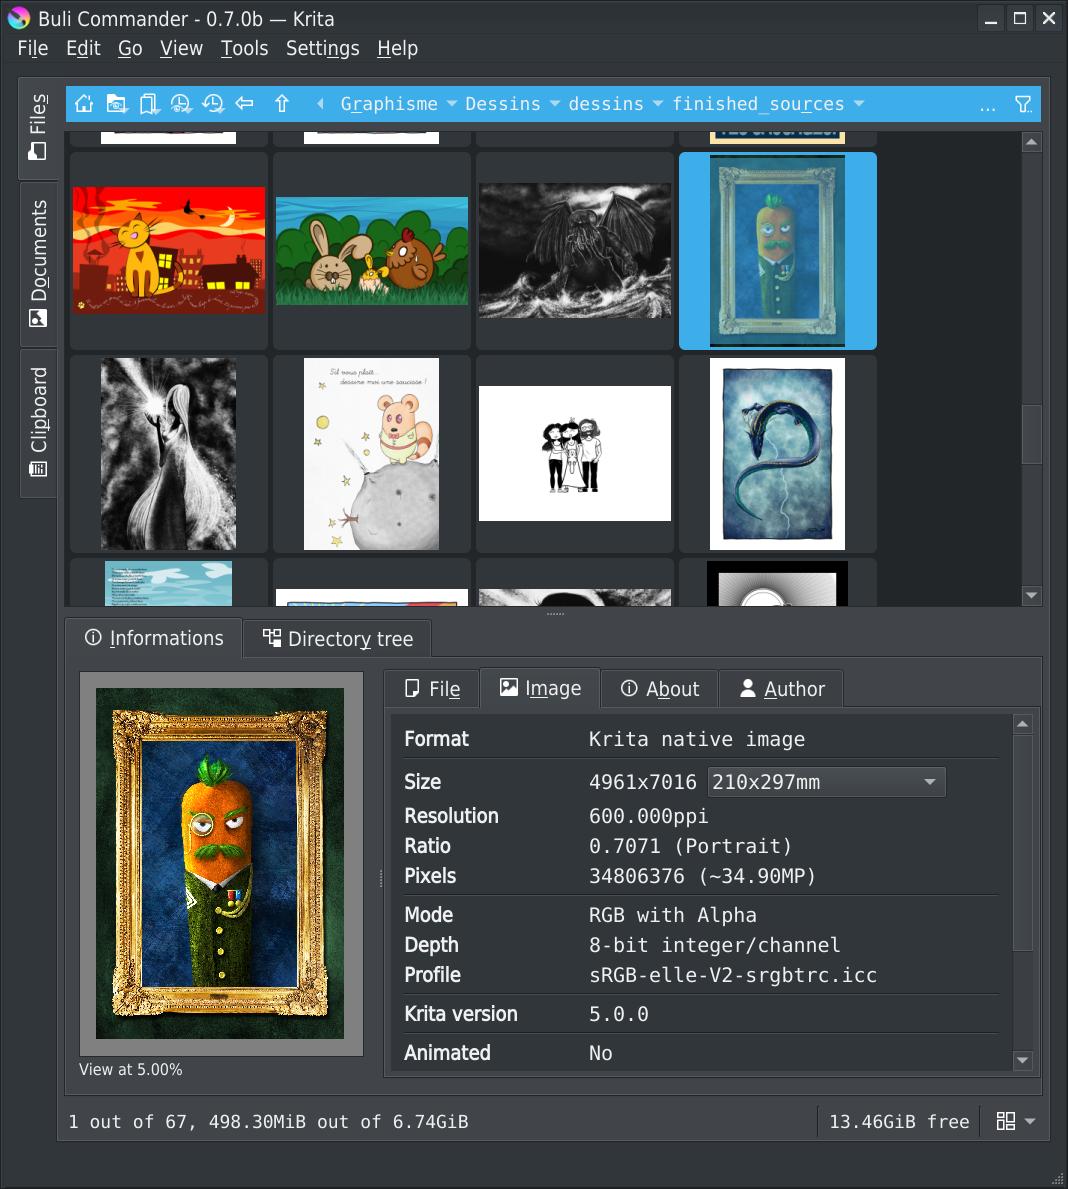 Buli Commander - 0.7.0b — Krita
File Edit Go View Tools Settings Help
Files
Documents
Clipboard
Graphisme Dessins dessins finished_sources ...
S'il vous plaît...
dessine moi une saucisse !
Informations Directory tree
File Image About Author
Format Krita native image
Size 4961x7016 210x297mm
Resolution 600.000ppi
Ratio 0.7071 (Portrait)
Pixels 34806376 (~34.90MP)
Mode RGB with Alpha
Depth 8-bit integer/channel
Profile sRGB-elle-V2-srgbtrc.icc
Krita version 5.0.0
Animated No
View at 5.00%
1 out of 67, 498.30MiB out of 6.74GiB
13.46GiB free